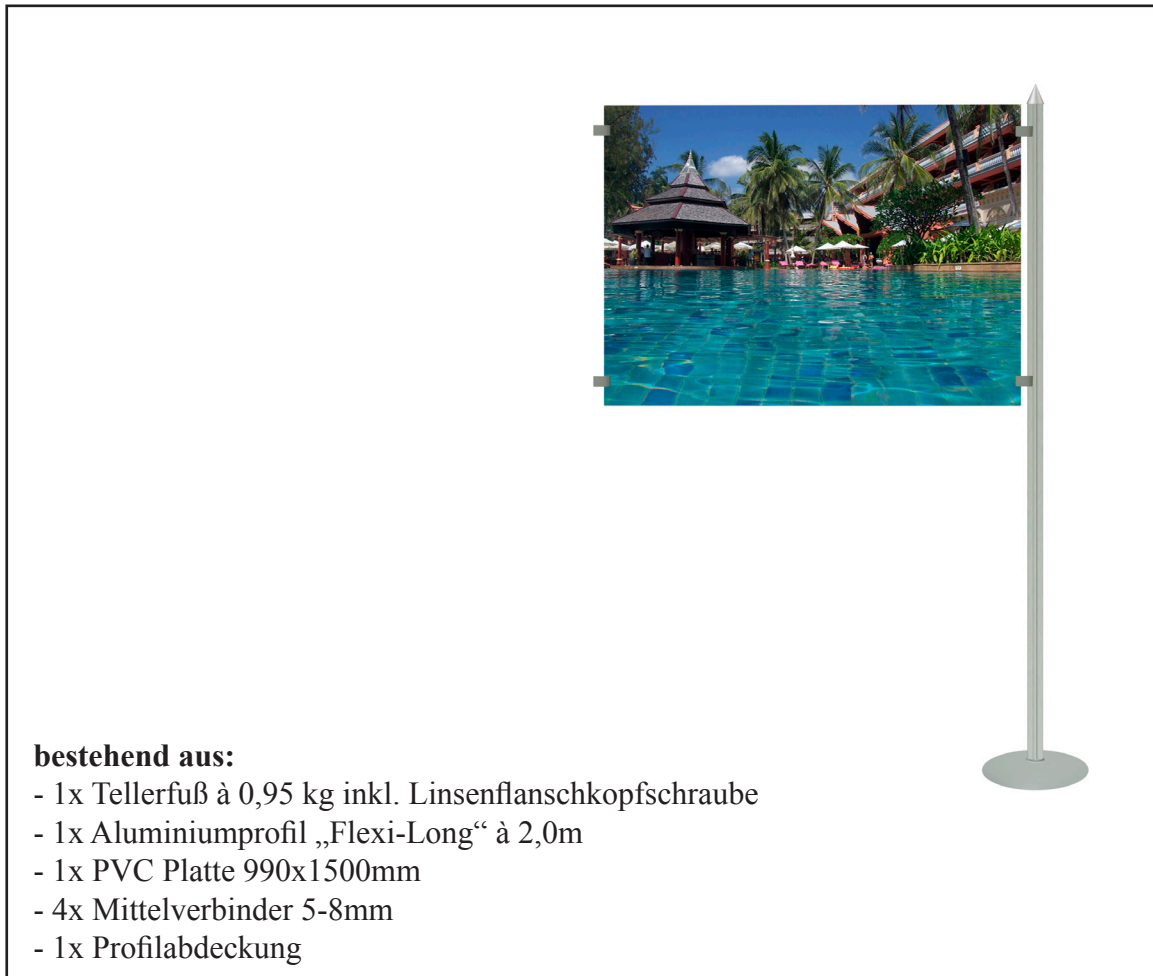 bestehend aus:
- 1x Tellerfuß à 0,95 kg inkl. Linsenflanschkopfschraube
- 1x Aluminiumprofil „Flexi-Long“ à 2,0m
- 1x PVC Platte 990x1500mm
- 4x Mittelverbinder 5-8mm
- 1x Profilabdeckung